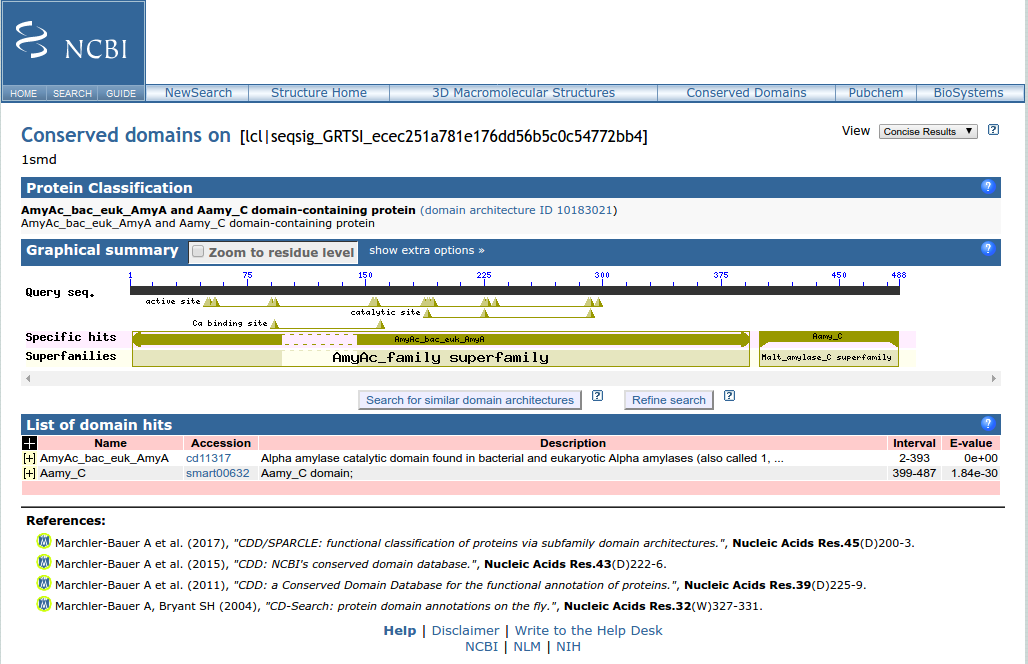 NCBI
HOME SEARCH GUIDE NewSearch Structure Home 3D Macromolecular Structures Conserved Domains Pubchem BioSystems
Conserved domains on [lcl|seqsig_GRTSI_ecec251a781e176dd56b5c0c54772bb4] View Concise Results ▼ ?
1smd
Protein Classification ?
AmyAc_bac_euk_AmyA and Aamy_C domain-containing protein (domain architecture ID 10183021)
AmyAc_bac_euk_AmyA and Aamy_C domain-containing protein
Graphical summary Zoom to residue level show extra options » ?
1 75 150 225 300 375 450 488
Query seq.
active site
catalytic site
Ca binding site
Specific hits AmyAc_bac_euk_AmyA Aamy_C
Superfamilies AmyAc_family superfamily Malt_amylase_C superfamily
Search for similar domain architectures ? Refine search ?
List of domain hits ?
+ Name Accession Description Interval E-value
[+] AmyAc_bac_euk_AmyA cd11317 Alpha amylase catalytic domain found in bacterial and eukaryotic Alpha amylases (also called 1, ... 2-393 0e+00
[+] Aamy_C smart00632 Aamy_C domain; 399-487 1.84e-30
References:
Marchler-Bauer A et al. (2017), "CDD/SPARCLE: functional classification of proteins via subfamily domain architectures.", Nucleic Acids Res.45(D)200-3.
Marchler-Bauer A et al. (2015), "CDD: NCBI's conserved domain database.", Nucleic Acids Res.43(D)222-6.
Marchler-Bauer A et al. (2011), "CDD: a Conserved Domain Database for the functional annotation of proteins.", Nucleic Acids Res.39(D)225-9.
Marchler-Bauer A, Bryant SH (2004), "CD-Search: protein domain annotations on the fly.", Nucleic Acids Res.32(W)327-331.
Help | Disclaimer | Write to the Help Desk
NCBI | NLM | NIH